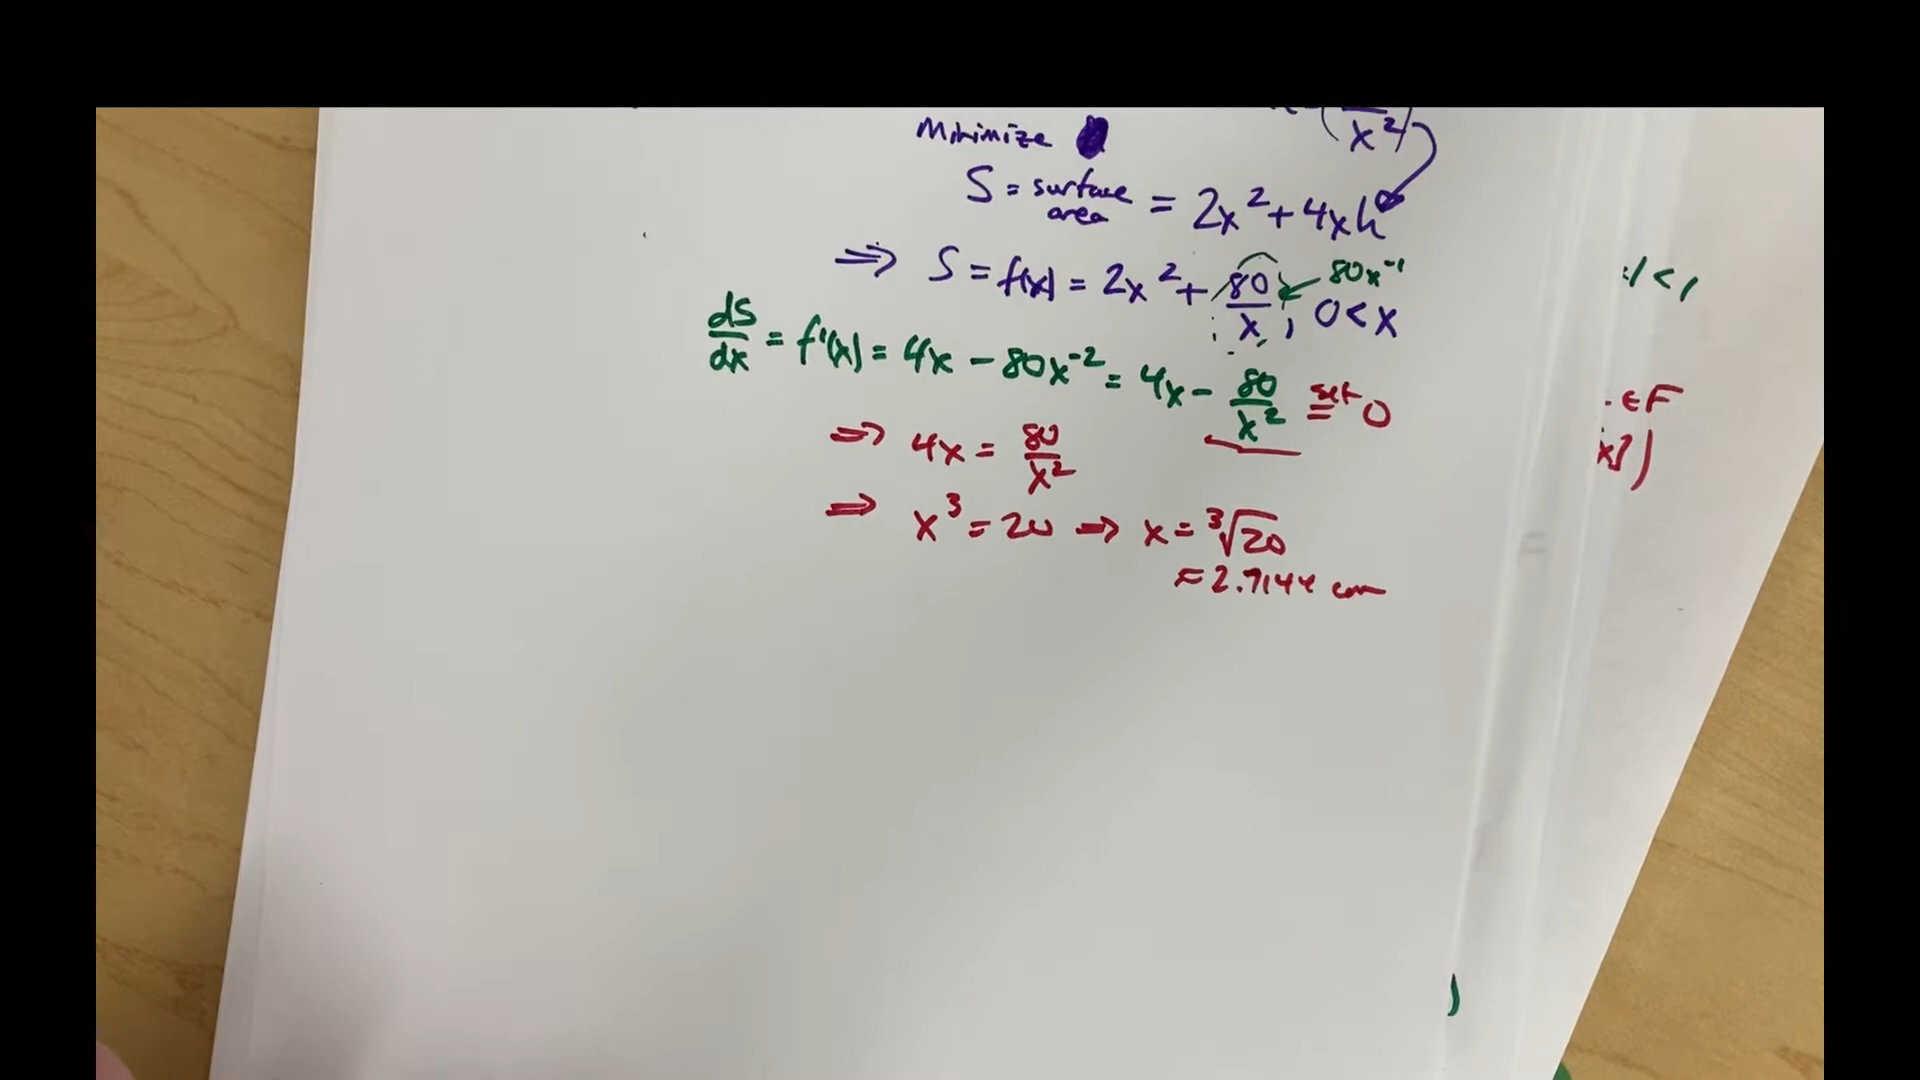 x²
Minimize
S = surface area = 2x² + 4xh
⇒ S = f(x) = 2x² + 80/x, 0 < x
80x⁻¹
dS/dx = f'(x) = 4x − 80x⁻² = 4x − 80/x² set = 0
⇒ 4x = 80/x²
⇒ x³ = 20 ⇒ x = ∛20
≈ 2.7144 cm